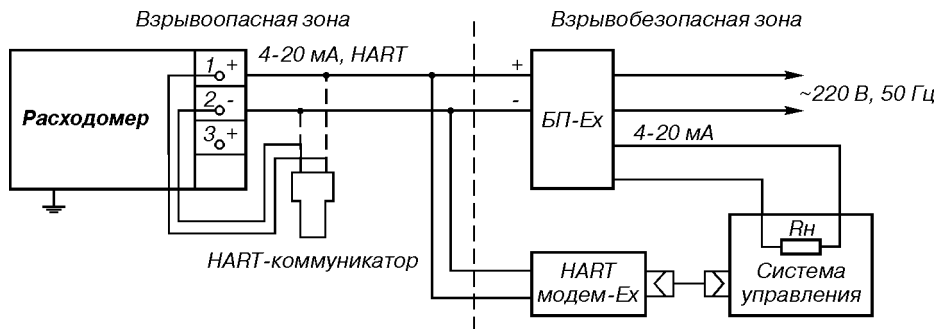 Взрывоопасная зона
Взрывобезопасная зона
4-20 мА, HART
1 +
2 -
3 +
Расходомер
+
-
БП-Ex
~220 В, 50 Гц
4-20 мА
HART-коммуникатор
HART
модем-Ex
Rн
Система
управления